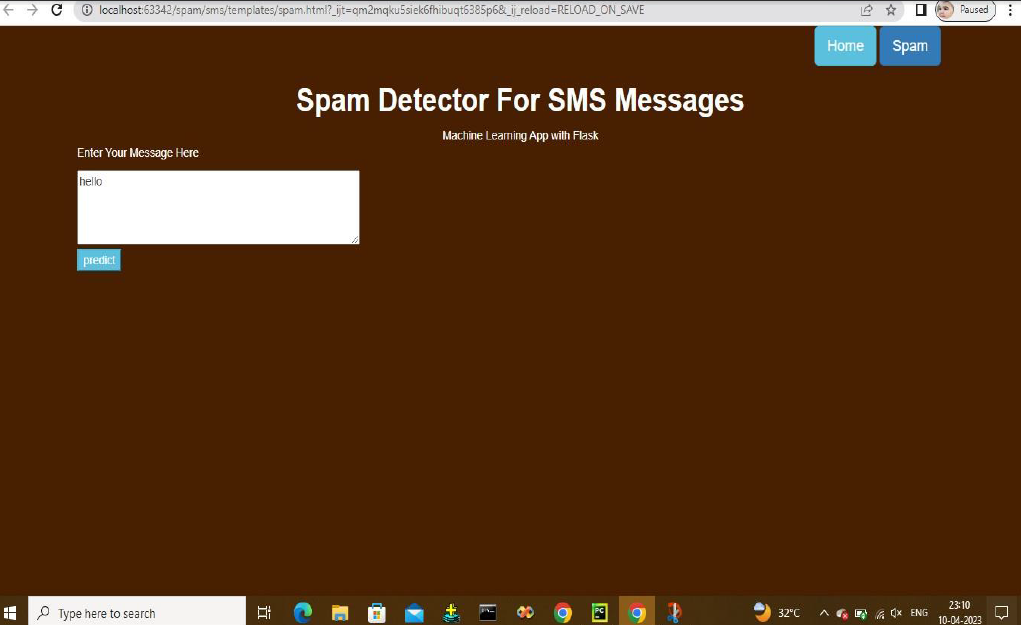 localhost:63342/spam/sms/templates/spam.html?_ijt=qm2mqku5siek6fhibuqt6385p6&_ij_reload=RELOAD_ON_SAVE
Paused
Home Spam
Spam Detector For SMS Messages
Machine Learning App with Flask
Enter Your Message Here
hello
predict
Type here to search
PC
32°C
ENG
23:10
10-04-2023